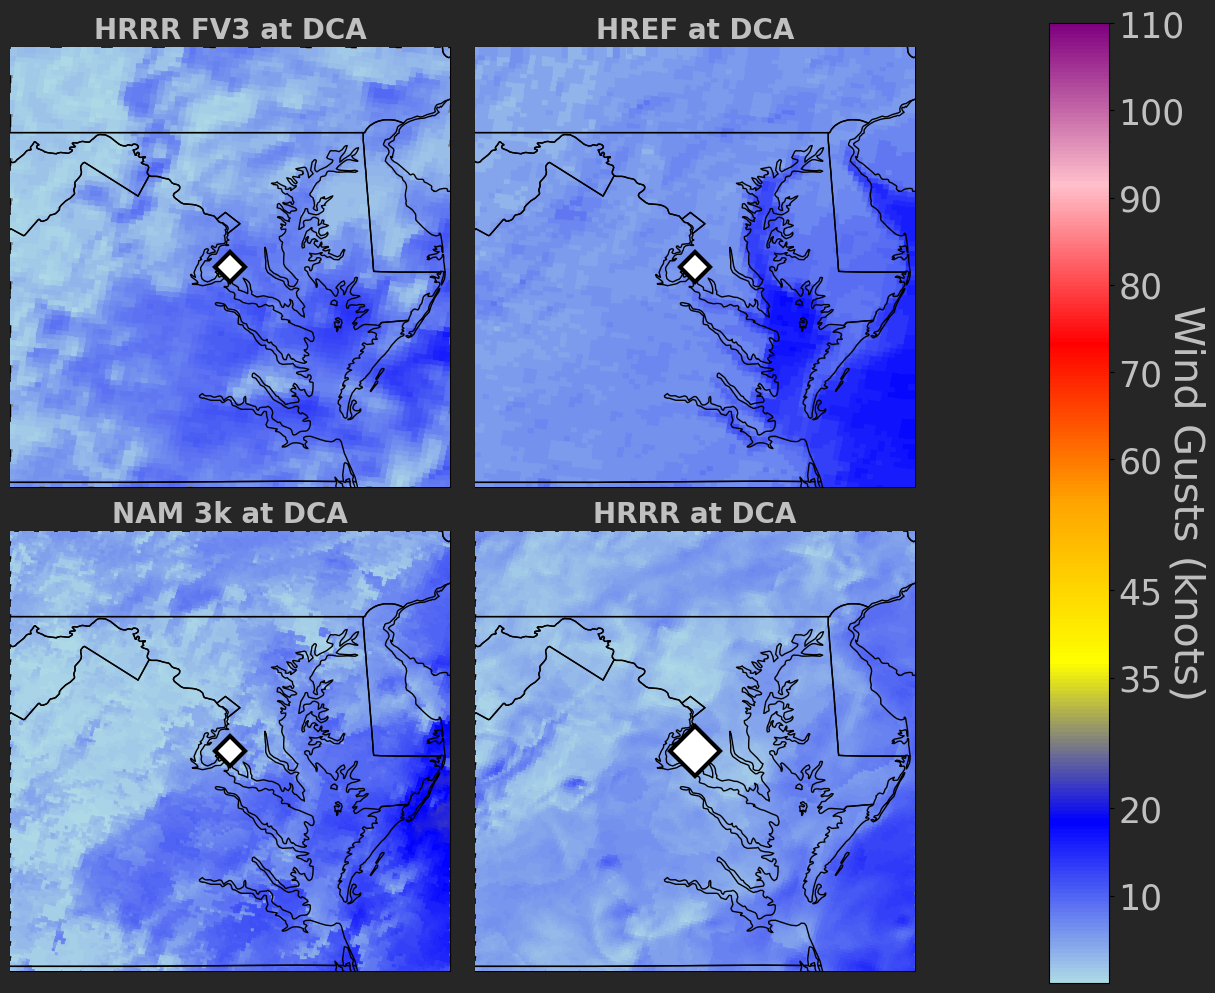 HRRR FV3 at DCA
HREF at DCA
NAM 3k at DCA
HRRR at DCA
110
100
90
80
70
60
45
35
20
10
Wind Gusts (knots)